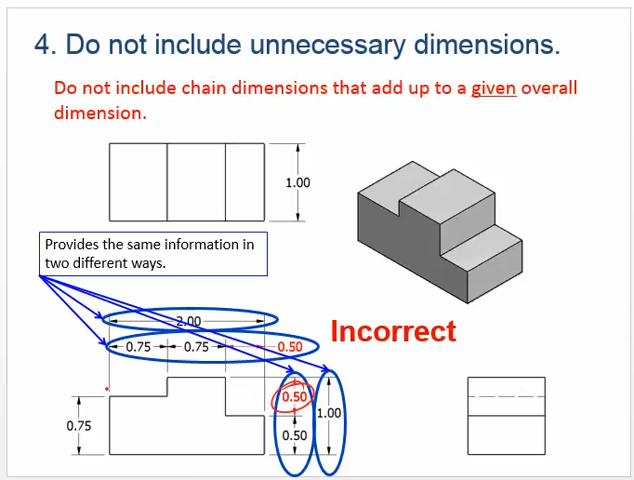 4. Do not include unnecessary dimensions.
Do not include chain dimensions that add up to a given overall
dimension.
1.00
Provides the same information in
two different ways.
2.00
Incorrect
0.75 0.75 0.50
0.50
1.00
0.75
0.50